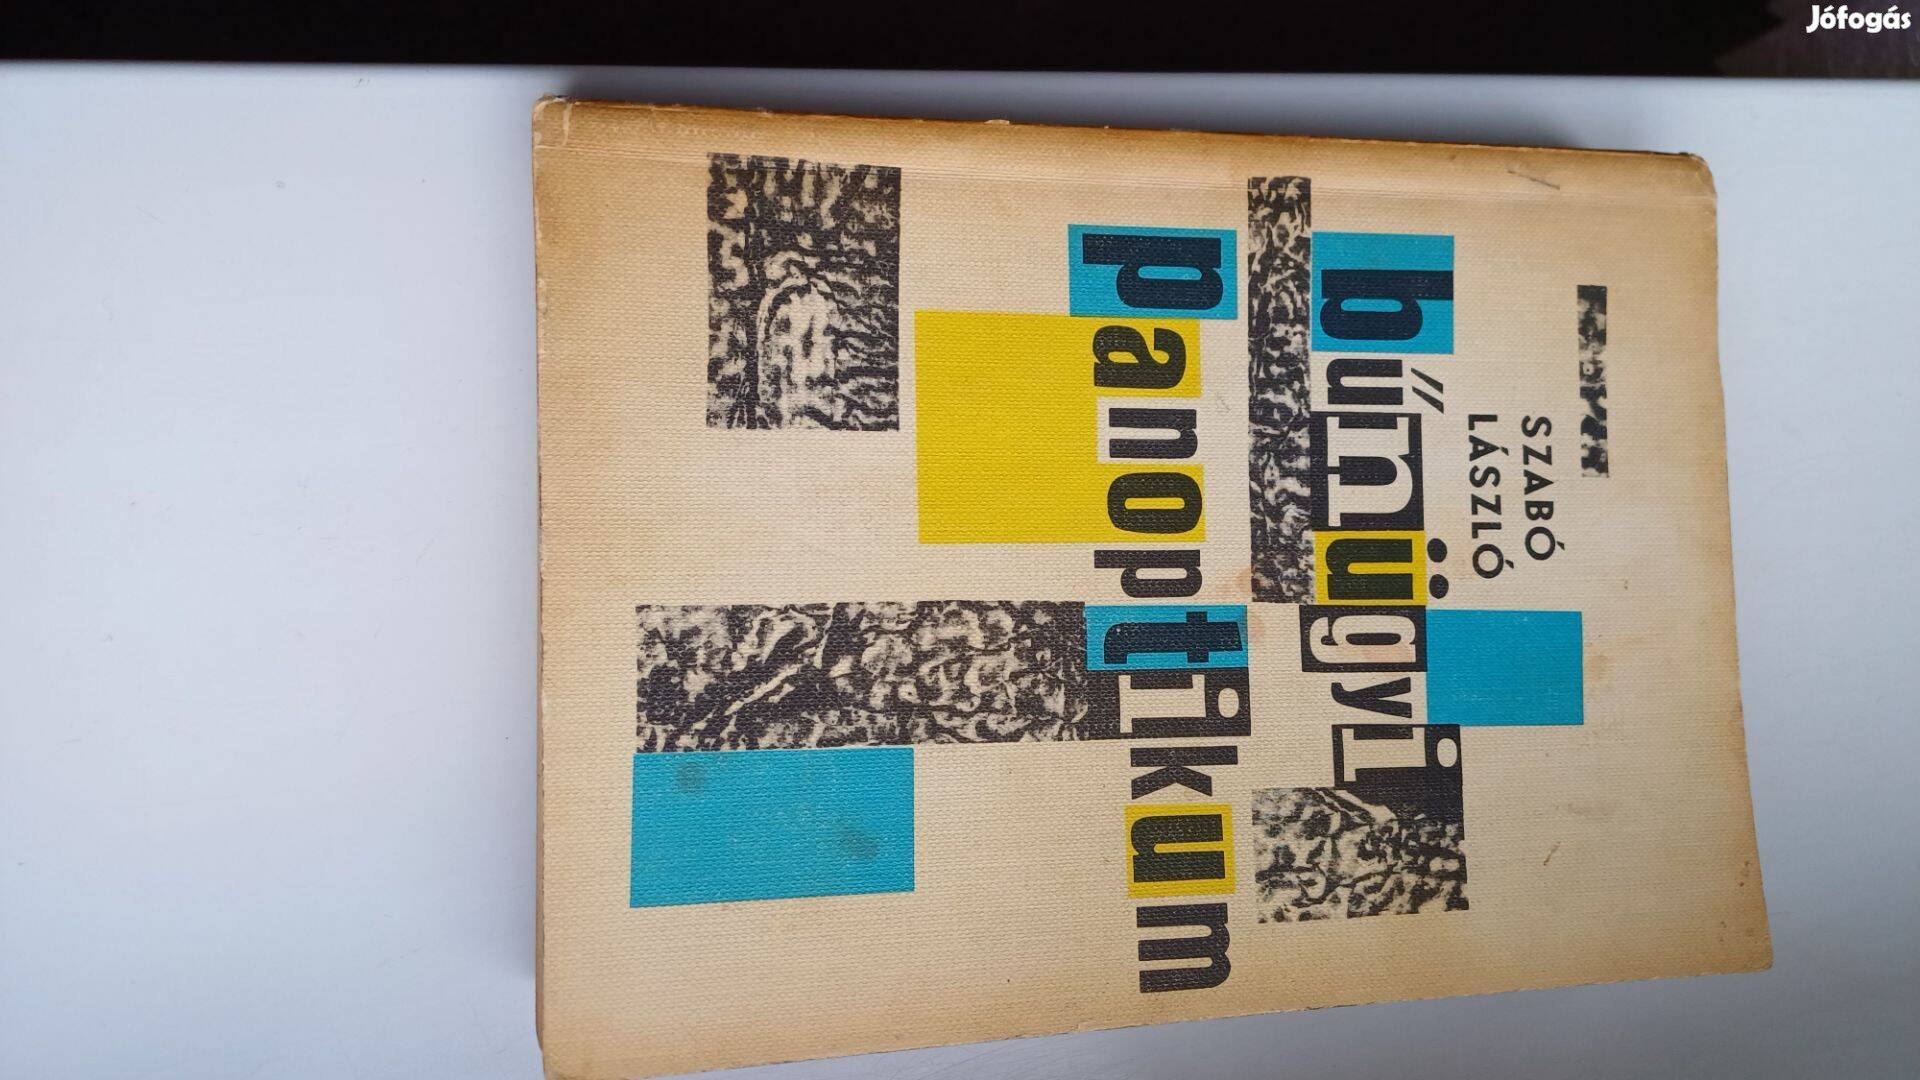 SZABÓ
LÁSZLÓ
bűnügyi
panoptikum
Jófogás